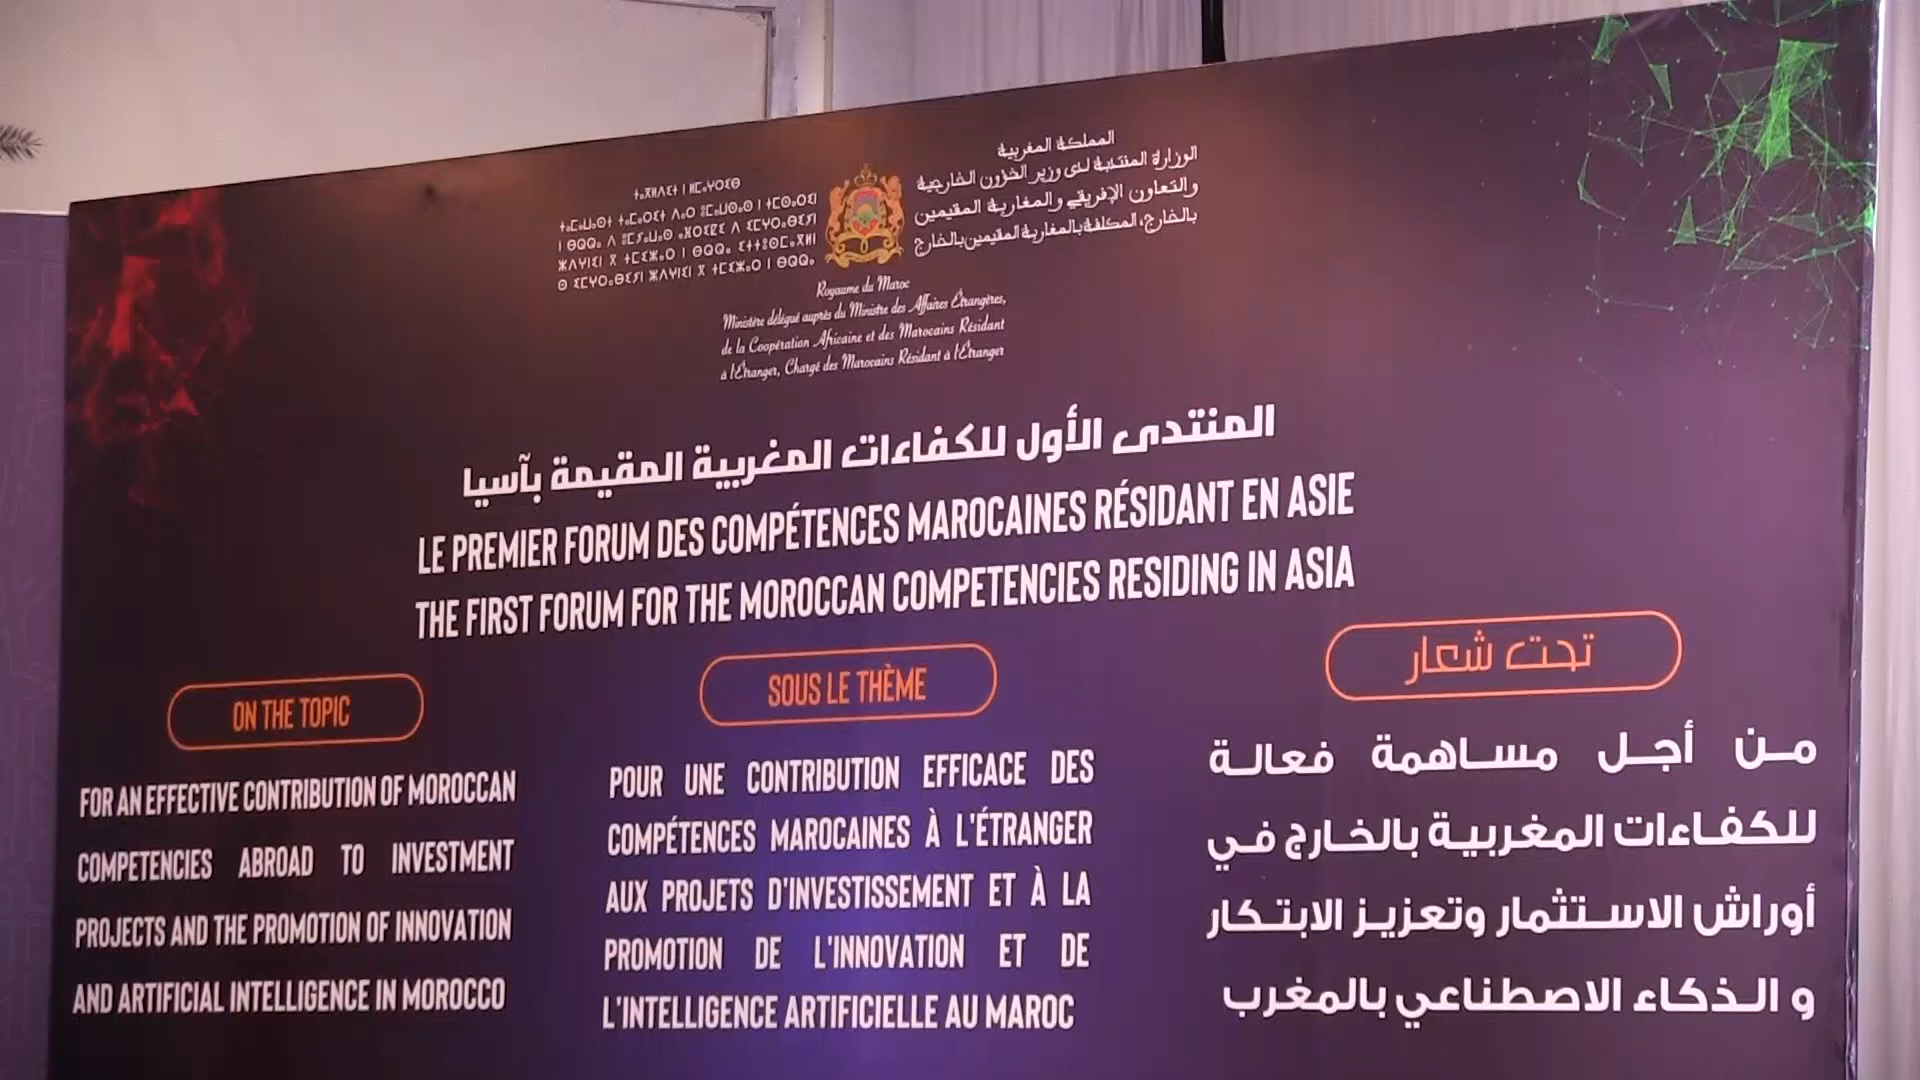 ⵜⴰⴳⵍⴷⵉⵜ ⵏ ⵍⵎⴰⵖⵔⵉⴱ
المملكة المغربية
الوزارة المنتدبة لدى وزير الشؤون الخارجية
والتعاون الإفريقي والمغاربة المقيمين
بالخارج، المكلفة بالمغاربة المقيمين بالخارج
Royaume du Maroc
Ministère délégué auprès du Ministre des Affaires Étrangères,
de la Coopération Africaine et des Marocains Résidant
à l'Étranger, Chargé des Marocains Résidant à l'Étranger
المنتدى الأول للكفاءات المغربية المقيمة بآسيا
LE PREMIER FORUM DES COMPÉTENCES MAROCAINES RÉSIDANT EN ASIE
THE FIRST FORUM FOR THE MOROCCAN COMPETENCIES RESIDING IN ASIA
ON THE TOPIC
FOR AN EFFECTIVE CONTRIBUTION OF MOROCCAN
COMPETENCIES ABROAD TO INVESTMENT
PROJECTS AND THE PROMOTION OF INNOVATION
AND ARTIFICIAL INTELLIGENCE IN MOROCCO
SOUS LE THÈME
POUR UNE CONTRIBUTION EFFICACE DES
COMPÉTENCES MAROCAINES À L'ÉTRANGER
AUX PROJETS D'INVESTISSEMENT ET À LA
PROMOTION DE L'INNOVATION ET DE
L'INTELLIGENCE ARTIFICIELLE AU MAROC
تحت شعار
من أجل مساهمة فعالة
للكفاءات المغربية بالخارج في
أوراش الاستثمار وتعزيز الابتكار
و الذكاء الاصطناعي بالمغرب